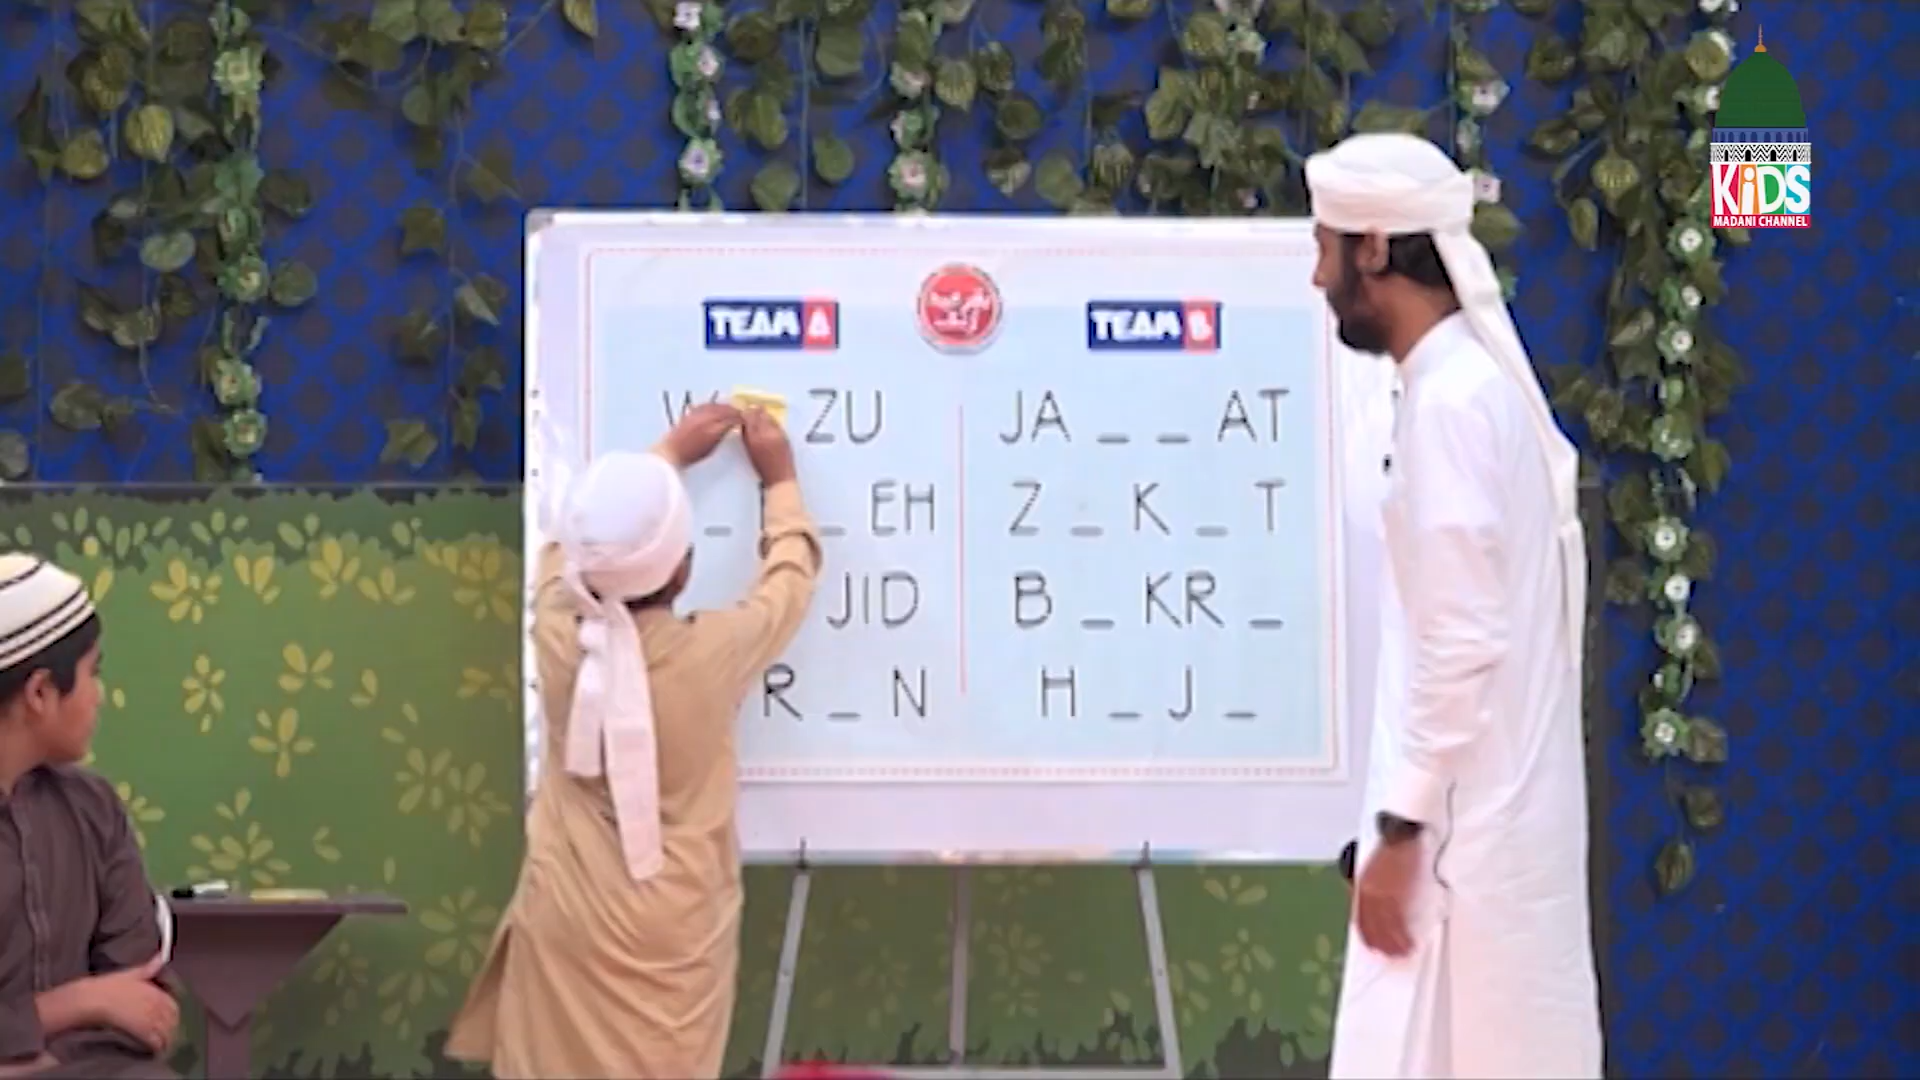 KiDS
MADANI CHANNEL
TEAM A
TEAM B
W ZU
JA _ _ AT
_ _ EH
Z _ K _ T
JID
B _ KR _
R _ N
H _ J _